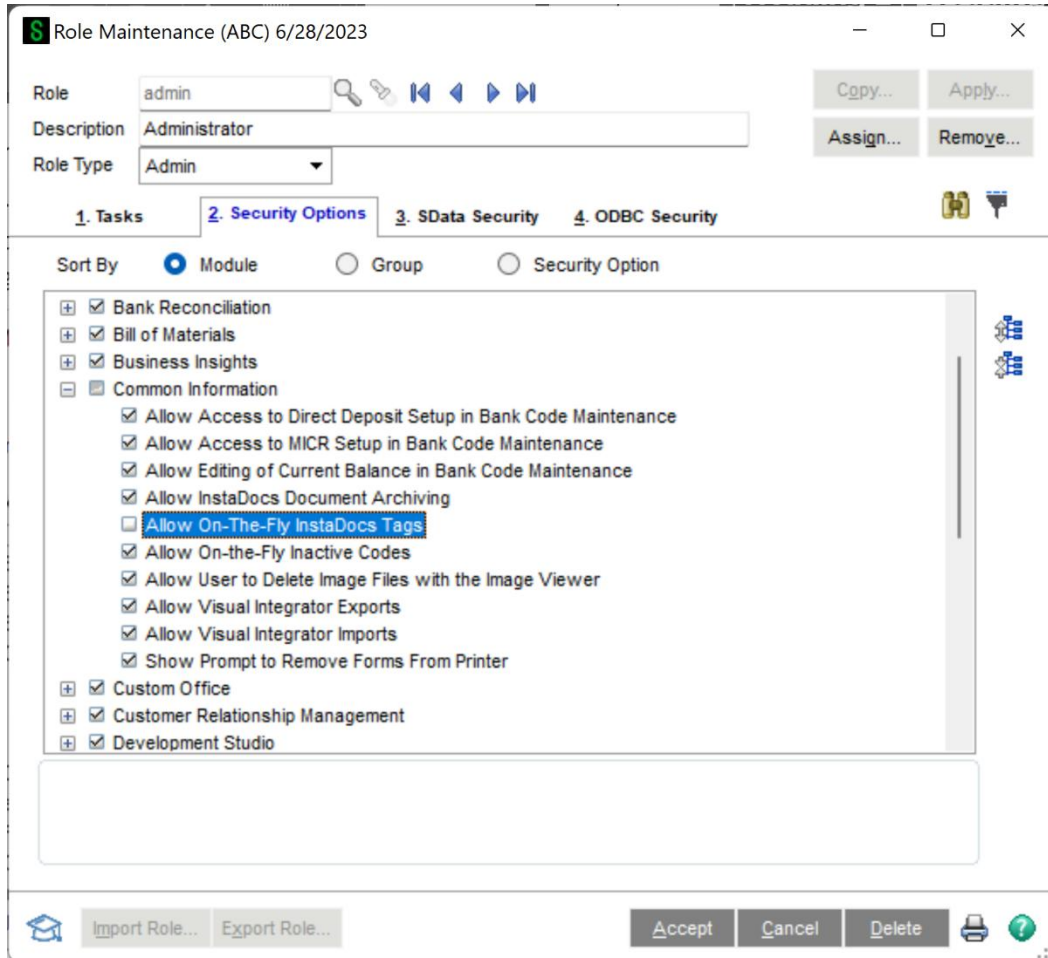 S Role Maintenance (ABC) 6/28/2023
Role admin Copy... Apply...
Description Administrator Assign... Remove...
Role Type Admin
1. Tasks 2. Security Options 3. SData Security 4. ODBC Security
Sort By Module Group Security Option
Bank Reconciliation
Bill of Materials
Business Insights
Common Information
Allow Access to Direct Deposit Setup in Bank Code Maintenance
Allow Access to MICR Setup in Bank Code Maintenance
Allow Editing of Current Balance in Bank Code Maintenance
Allow InstaDocs Document Archiving
Allow On-The-Fly InstaDocs Tags
Allow On-the-Fly Inactive Codes
Allow User to Delete Image Files with the Image Viewer
Allow Visual Integrator Exports
Allow Visual Integrator Imports
Show Prompt to Remove Forms From Printer
Custom Office
Customer Relationship Management
Development Studio
Import Role... Export Role... Accept Cancel Delete ?